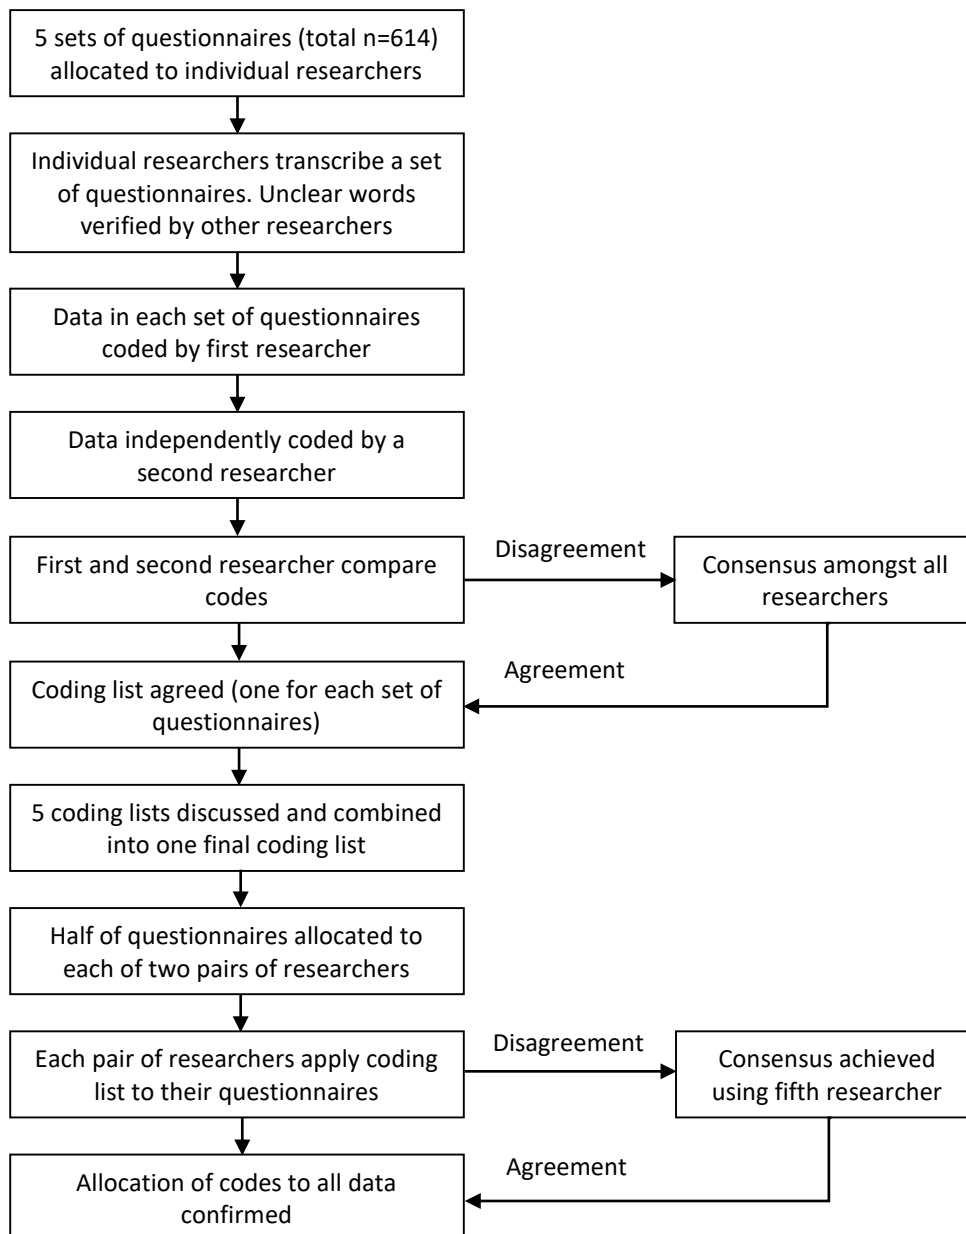 5 sets of questionnaires (total n=614)
allocated to individual researchers
Individual researchers transcribe a set
of questionnaires. Unclear words
verified by other researchers
Data in each set of questionnaires
coded by first researcher
Data independently coded by a
second researcher
First and second researcher compare
codes
Disagreement
Consensus amongst all
researchers
Agreement
Coding list agreed (one for each set of
questionnaires)
5 coding lists discussed and combined
into one final coding list
Half of questionnaires allocated to
each of two pairs of researchers
Each pair of researchers apply coding
list to their questionnaires
Disagreement
Consensus achieved
using fifth researcher
Agreement
Allocation of codes to all data
confirmed